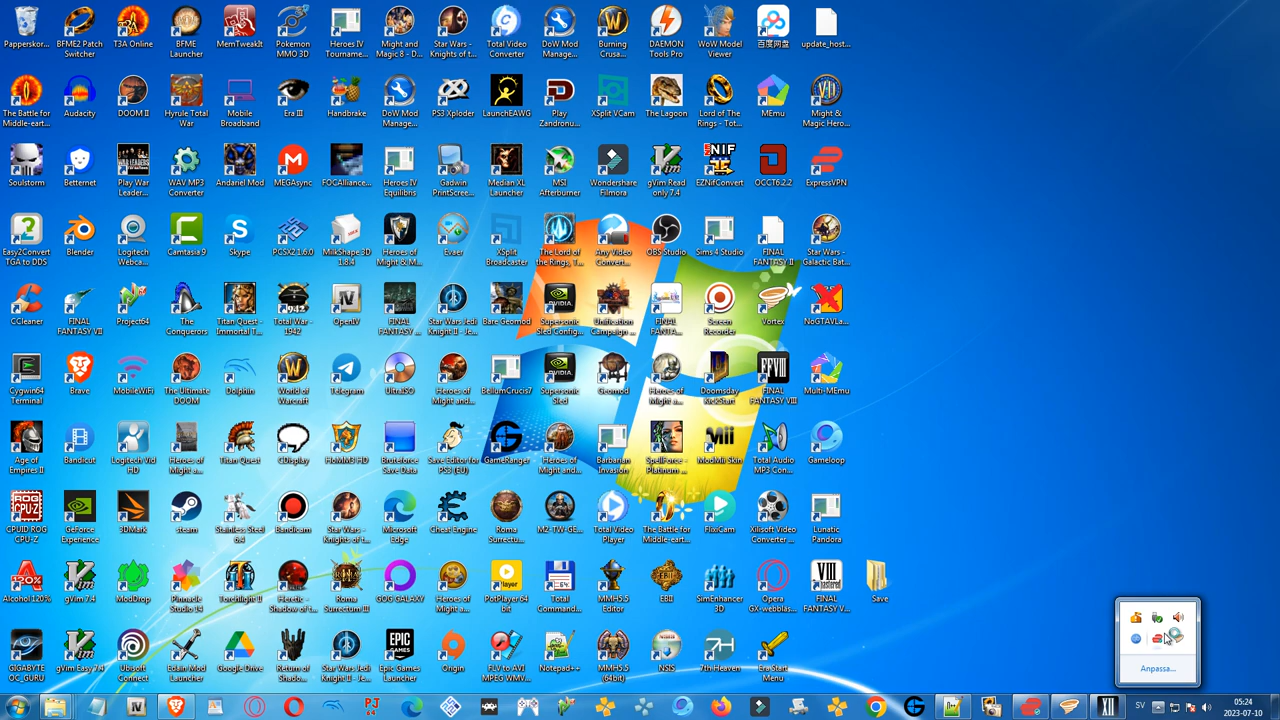 Papperskor...
BFME2 Patch
Switcher
T3A Online
BFME
Launcher
MemTweakIt
Pokemon
MMO 3D
Heroes IV
Tourname...
Might and
Magic 8 - D...
Star Wars -
Knights of t...
Total Video
Converter
DoW Mod
Manage...
Burning
Crusa...
DAEMON
Tools Pro
WoW Model
Viewer
百度网盘
update_host...
The Battle for
Middle-eart...
Audacity
DOOM II
Hyrule Total
War
Mobile
Broadband
Era III
Handbrake
DoW Mod
Manage...
PS3 Xploder
LaunchEAWG
Play
Zandronu...
XSplit VCam
The Lagoon
Lord of The
Rings - Tot...
MEmu
Might &
Magic Hero...
Soulstorm
Betternet
Play War
Leader...
WAV MP3
Converter
Andariel Mod
MEGAsync
FOCAlliance...
Heroes IV
Equilibris
Gadwin
PrintScree...
Median XL
Launcher
MSI
Afterburner
Wondershare
Filmora
gVim Read
only 7.4
EZNifConvert
OCCT6.2.2
ExpressVPN
Easy2Convert
TGA to DDS
Blender
Logitech
Webca...
Camtasia 9
Skype
PCSX2 1.6.0
MilkShape 3D
1.8.4
Heroes of
Might & M...
Evaer
XSplit
Broadcaster
The Lord of
the Rings, T...
Any Video
Convert...
OBS Studio
Sims 4 Studio
FINAL
FANTASY II
Star Wars -
Galactic Bat...
CCleaner
FINAL
FANTASY VII
Project64
The
Conquerors
Titan Quest -
Immortal T...
Total War -
1942
OpenIV
FINAL
FANTASY ...
Star Wars Jedi
Knight II - Je...
Bare Geomod
Supersonic
Sled Config...
Unification
Campaign ...
FINAL
FANTA...
Screen
Recorder
Vortex
NoGTAVLa...
Cygwin64
Terminal
Brave
MobileWiFi
The Ultimate
DOOM
Dolphin
World of
Warcraft
Telegram
UltraISO
Heroes of
Might and...
BellumCrucis7
Supersonic
Sled
Geomod
Heroes of
Might a...
Doomsday
KickStart
FINAL
FANTASY VIII
Multi-MEmu
Age of
Empires II
Bandicut
Logitech Vid
HD
Heroes of
Might a...
Titan Quest
CDisplay
HoMM3 HD
Bruteforce
Save Data
Save Editor for
PS3 (EU)
GameRanger
Heroes of
Might and...
Barbarian
Invasion
SpellForce -
Platinum ...
ModMii Skin
Total Audio
MP3 Con...
Gameloop
CPUID ROG
CPU-Z
GeForce
Experience
3DMark
steam
Stainless Steel
6.4
Bandicam
Star Wars -
Knights of t...
Microsoft
Edge
Cheat Engine
Roma
Surrectu...
M2-TW-GE...
Total Video
Player
The Battle for
Middle-eart...
FlexiCam
Xilisoft Video
Converter ...
Lunatic
Pandora
Alcohol 120%
gVim 7.4
ModDrop
Pinnacle
Studio 14
Torchlight II
Heretic -
Shadow of t...
Roma
Surrectum III
GOG GALAXY
Heroes of
Might a...
PotPlayer 64
bit
Total
Command...
MMH5.5
Editor
EBII
SimEnhancer
3D
Opera
GX-webbläs...
FINAL
FANTASY V...
Save
GIGABYTE
OC_GURU
gVim Easy 7.4
Ubisoft
Connect
Edain Mod
Launcher
Google Drive
Return of
Shado...
Star Wars Jedi
Knight II - Je...
Epic Games
Launcher
Origin
FLV to AVI
MPEG WMV...
Notepad++
MMH5.5
(64bit)
NSIS
7th Heaven
Era Start
Menu
Anpassa...
SV
05:24
2023-07-10